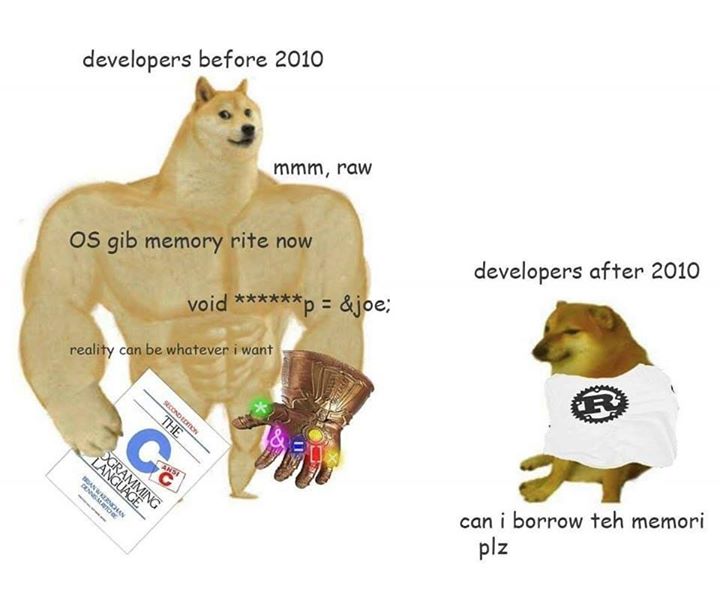 developers before 2010
mmm, raw
OS gib memory rite now
void ******p = &joe;
reality can be whatever i want
SECOND EDITION
THE
C
ANSI
C
OGRAMMING
LANGUAGE
BRIAN W. KERNIGHAN
DENNIS M. RITCHIE
*
&
=
developers after 2010
R
can i borrow teh memori
plz